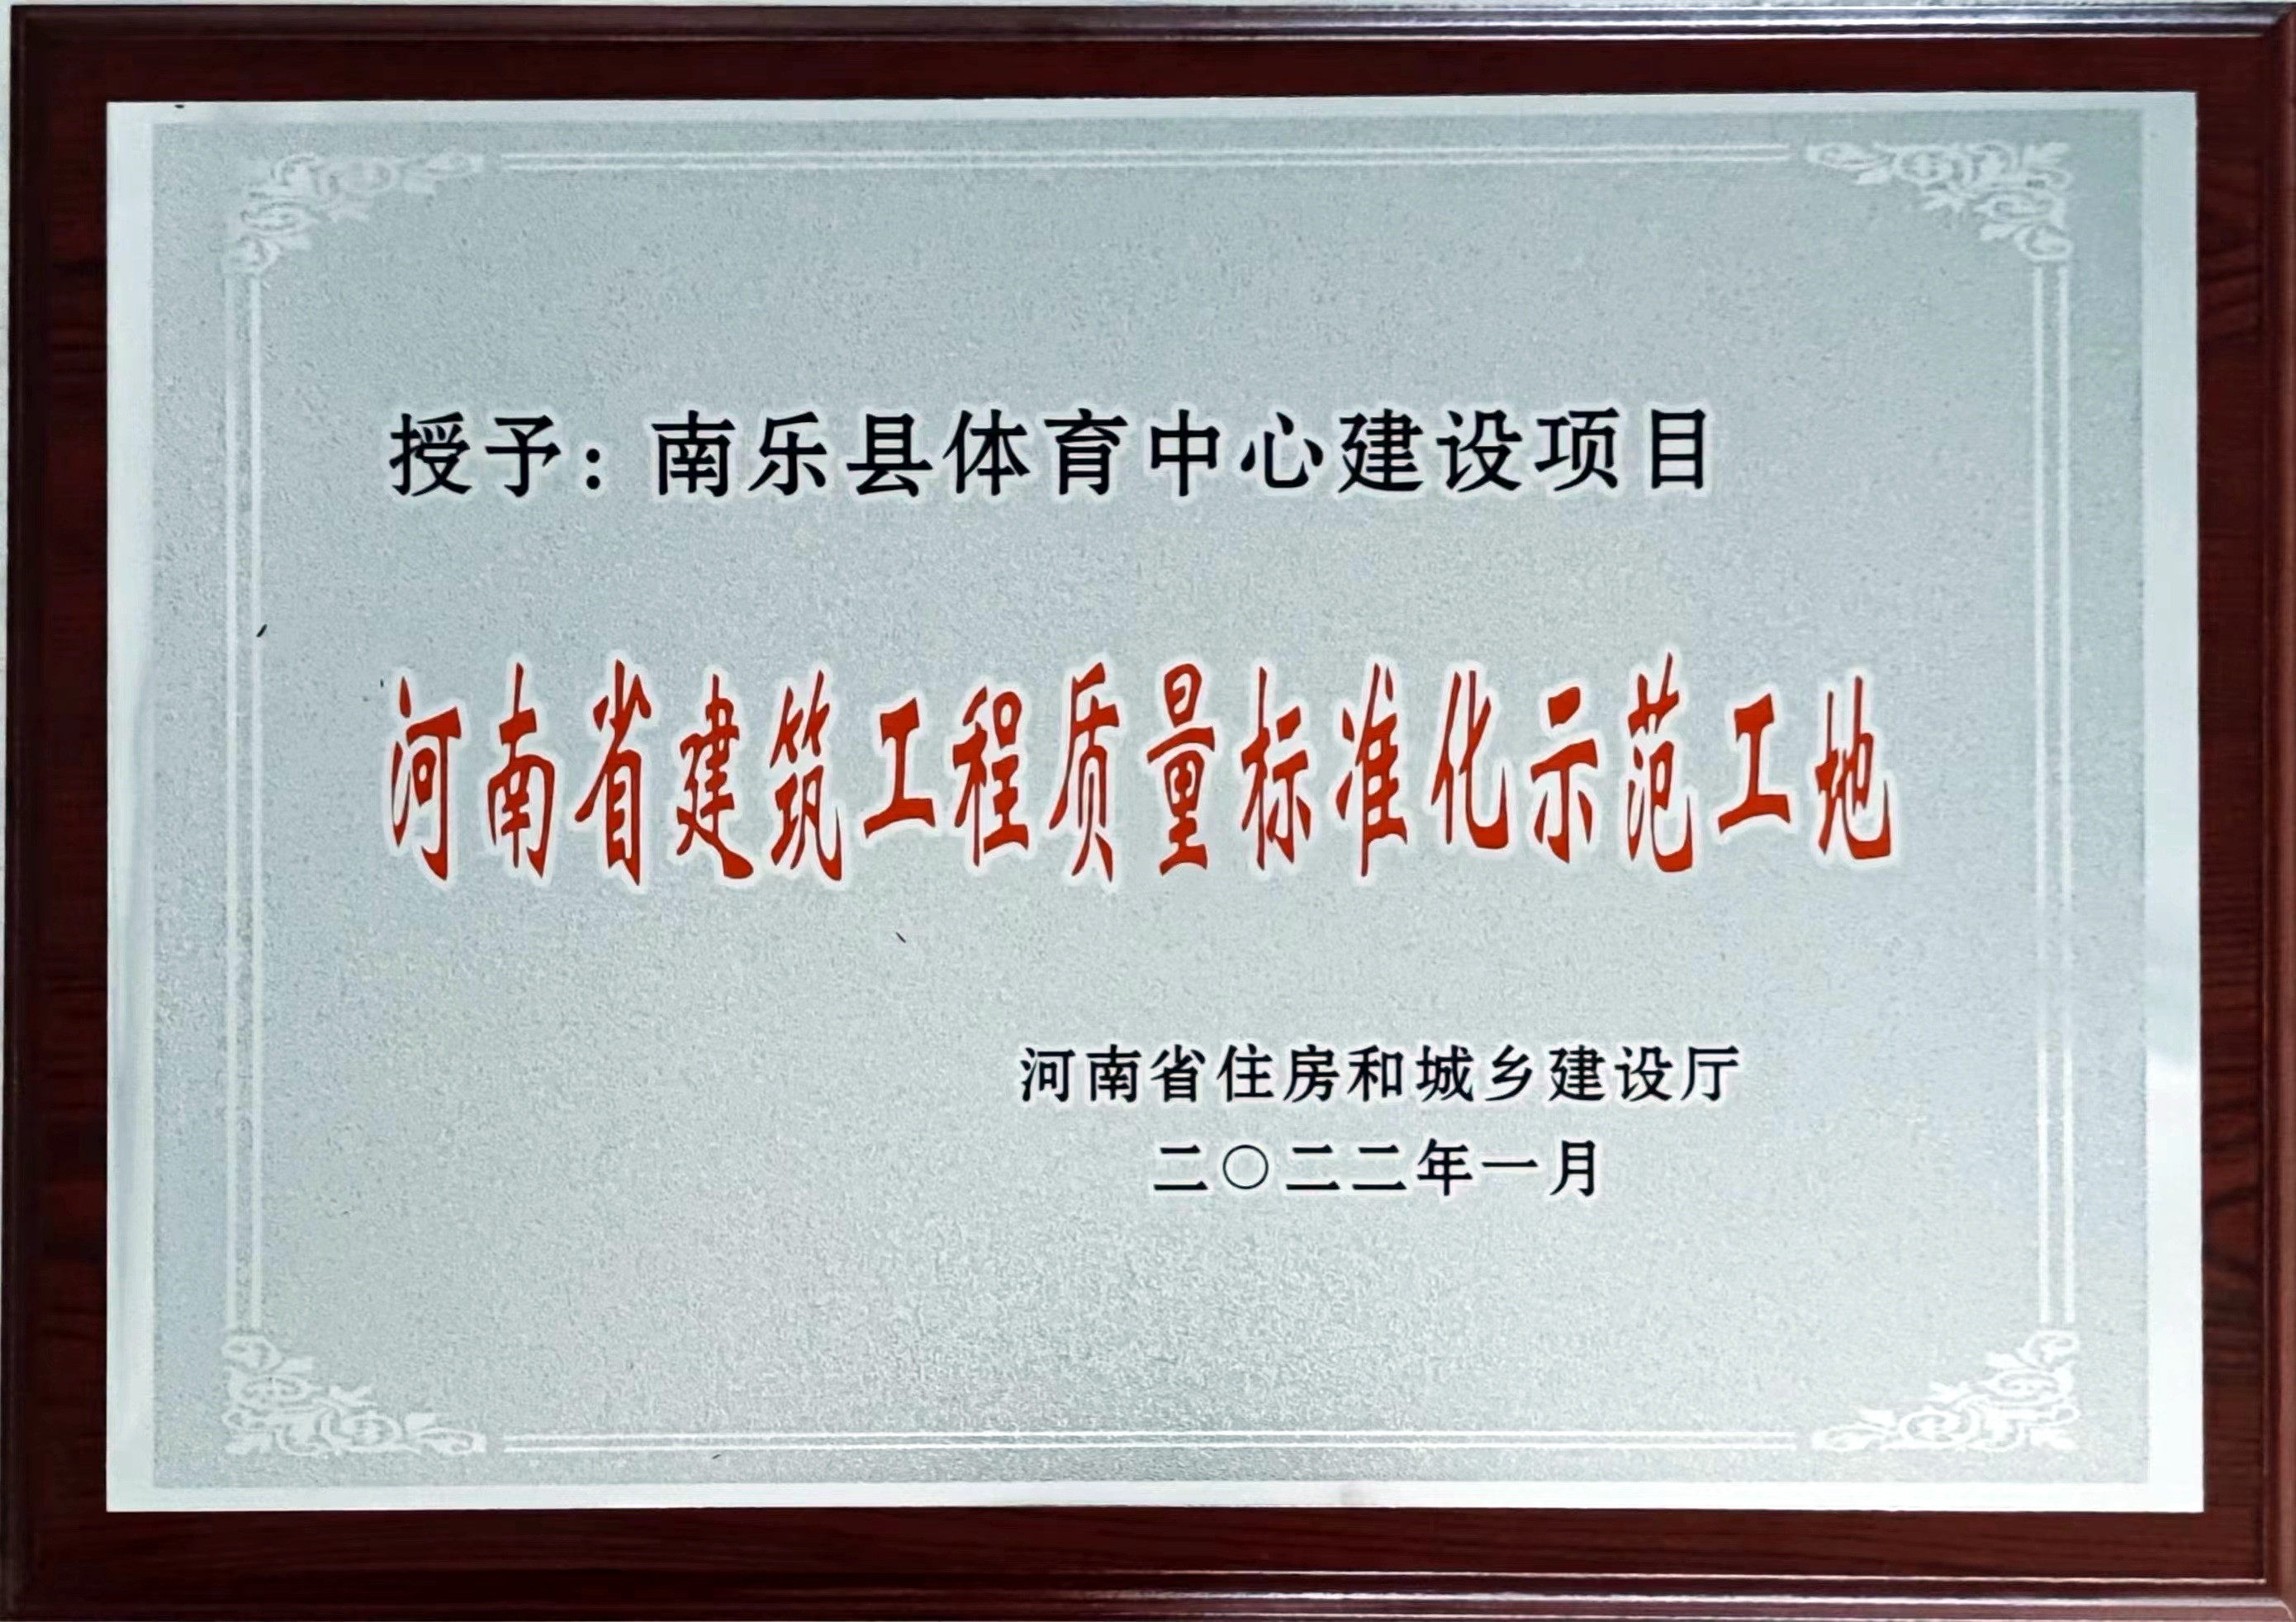 授予：南乐县体育中心建设项目
河南省建筑工程质量标准化示范工地
河南省住房和城乡建设厅
二〇二二年一月